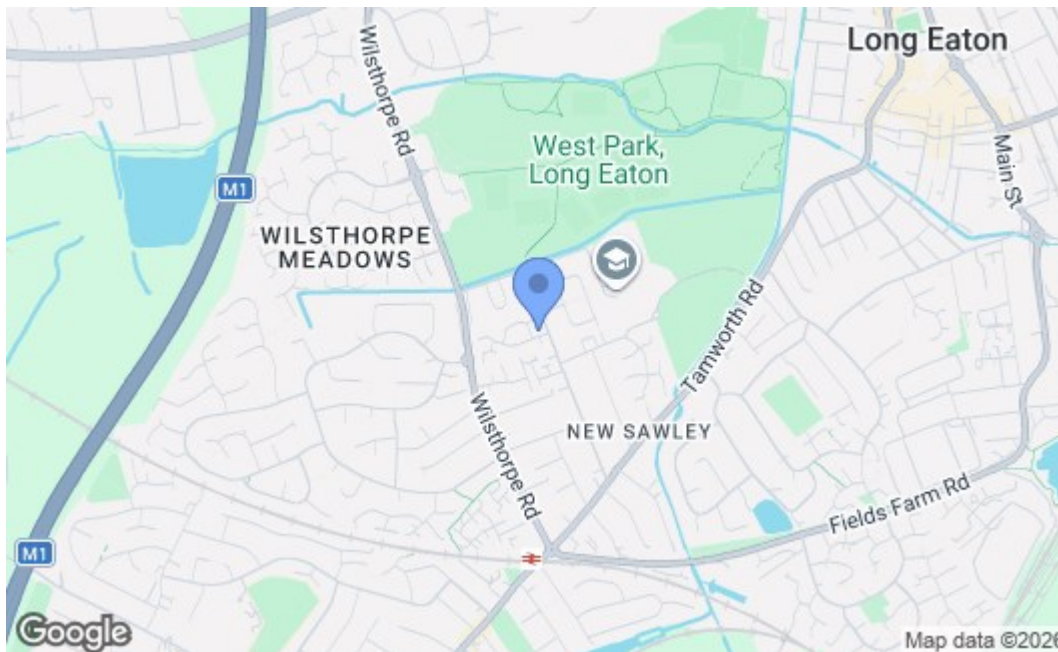 Long Eaton
Wilsthorpe Rd
West Park,
Long Eaton
Main St
M1
WILSTHORPE
MEADOWS
Tamworth Rd
Wilsthorpe Rd
NEW SAWLEY
Fields Farm Rd
M1
Google
Map data ©2026